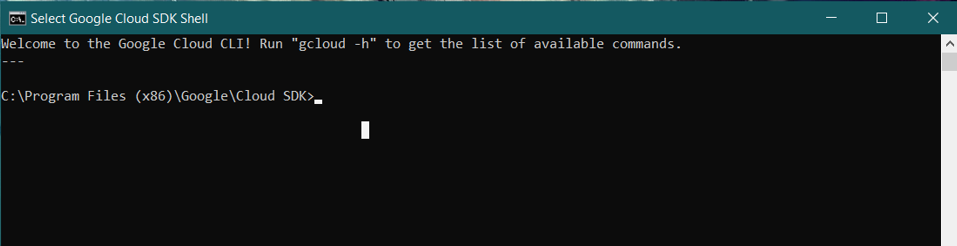 Select Google Cloud SDK Shell
Welcome to the Google Cloud CLI! Run "gcloud -h" to get the list of available commands.
---
C:\Program Files (x86)\Google\Cloud SDK>